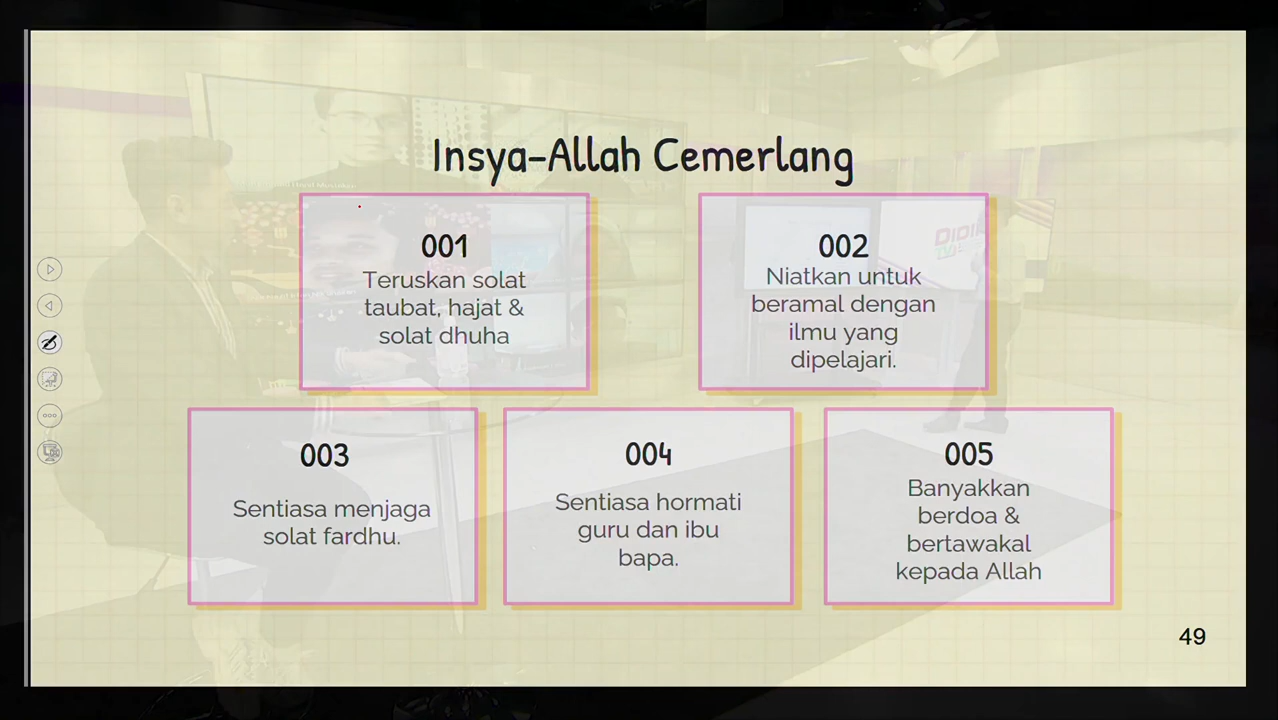 Insya-Allah Cemerlang
001
Teruskan solat
taubat, hajat &
solat dhuha
002
Niatkan untuk
beramal dengan
ilmu yang
dipelajari.
003
Sentiasa menjaga
solat fardhu.
004
Sentiasa hormati
guru dan ibu
bapa.
005
Banyakkan
berdoa &
bertawakal
kepada Allah
49